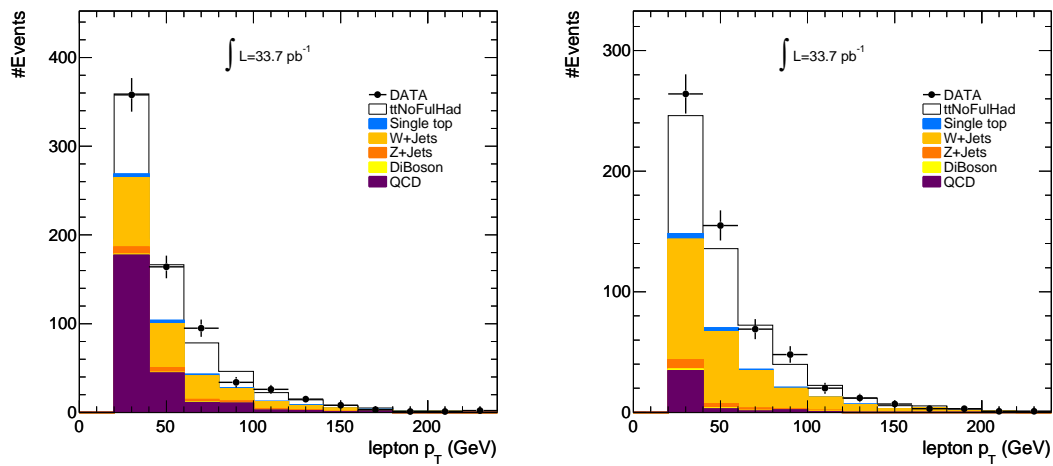 #Events
400
300
200
100
0
0 50 100 150 200
lepton p_T (GeV)
∫ L=33.7 pb⁻¹
DATA
ttNoFulHad
Single top
W+Jets
Z+Jets
DiBoson
QCD
#Events
300
200
100
0
0 50 100 150 200
lepton p_T (GeV)
∫ L=33.7 pb⁻¹
DATA
ttNoFulHad
Single top
W+Jets
Z+Jets
DiBoson
QCD